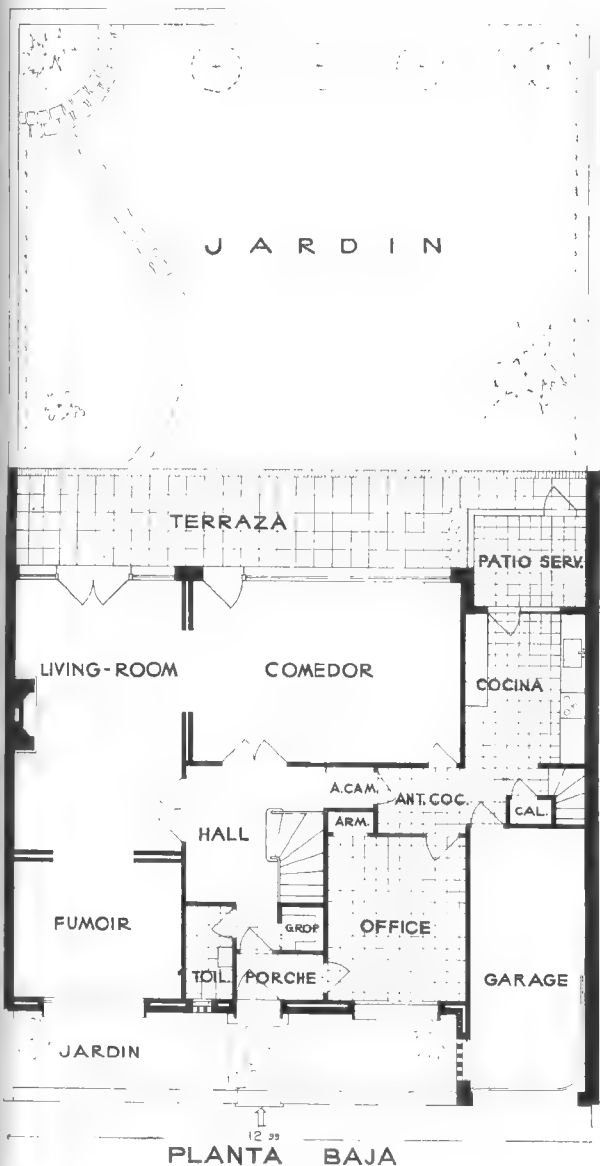 JARDIN
TERRAZA
PATIO SERV.
LIVING-ROOM
COMEDOR
COCINA
A.CAM.
ANT. COC.
CAL.
ARM.
HALL
FUMOIR
G.ROP
OFFICE
TOIL.
PORCHE
GARAGE
JARDIN
12 99
PLANTA BAJA